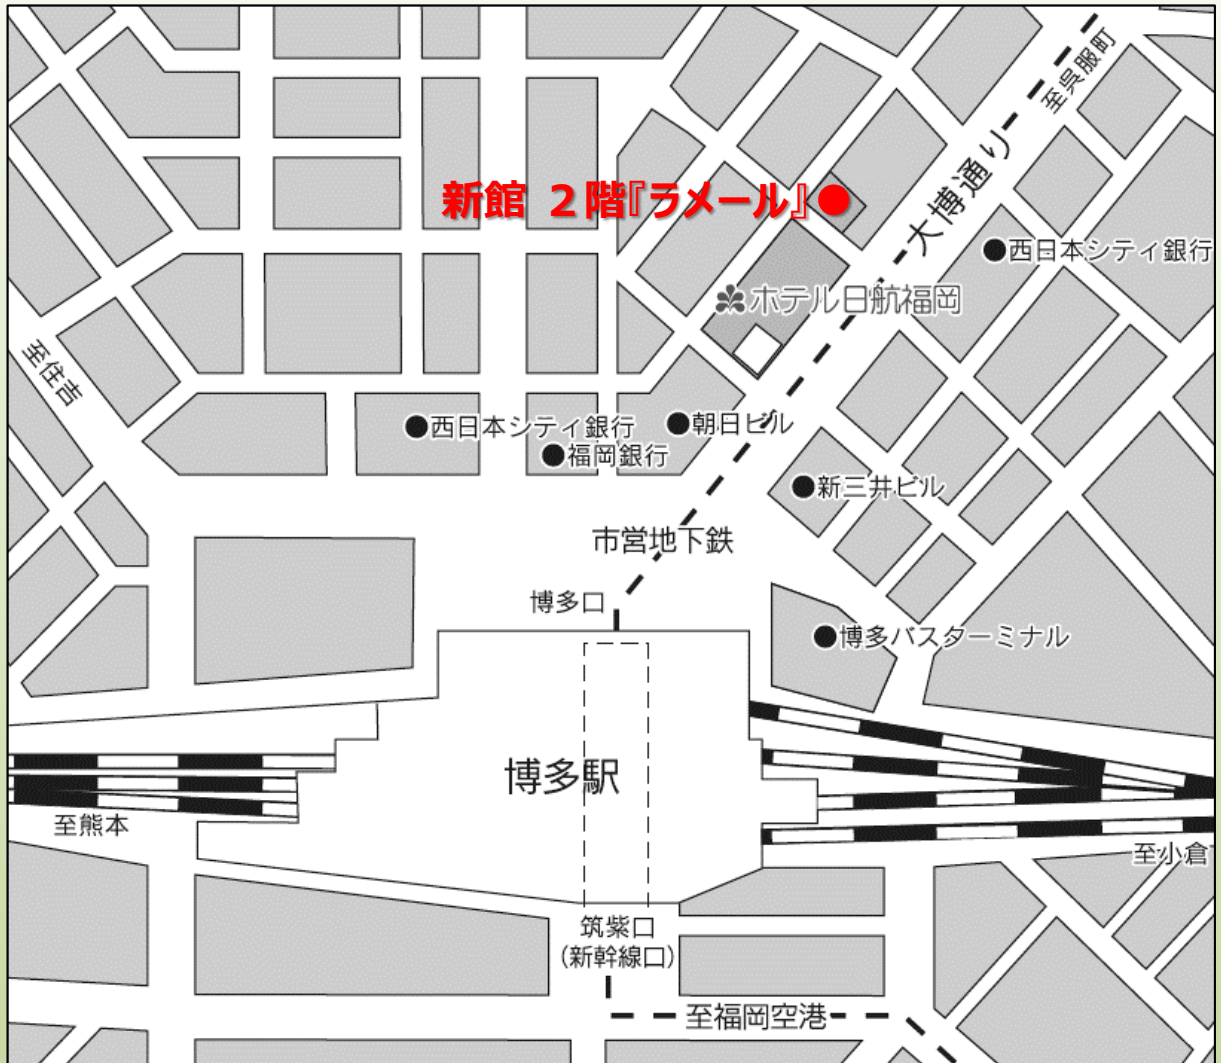 至呉服町
大博通り
新館 2階『ラメール』
西日本シティ銀行
ホテル日航福岡
至住吉
西日本シティ銀行
朝日ビル
福岡銀行
新三井ビル
市営地下鉄
博多口
博多バスターミナル
博多駅
至熊本
至小倉
筑紫口
(新幹線口)
至福岡空港